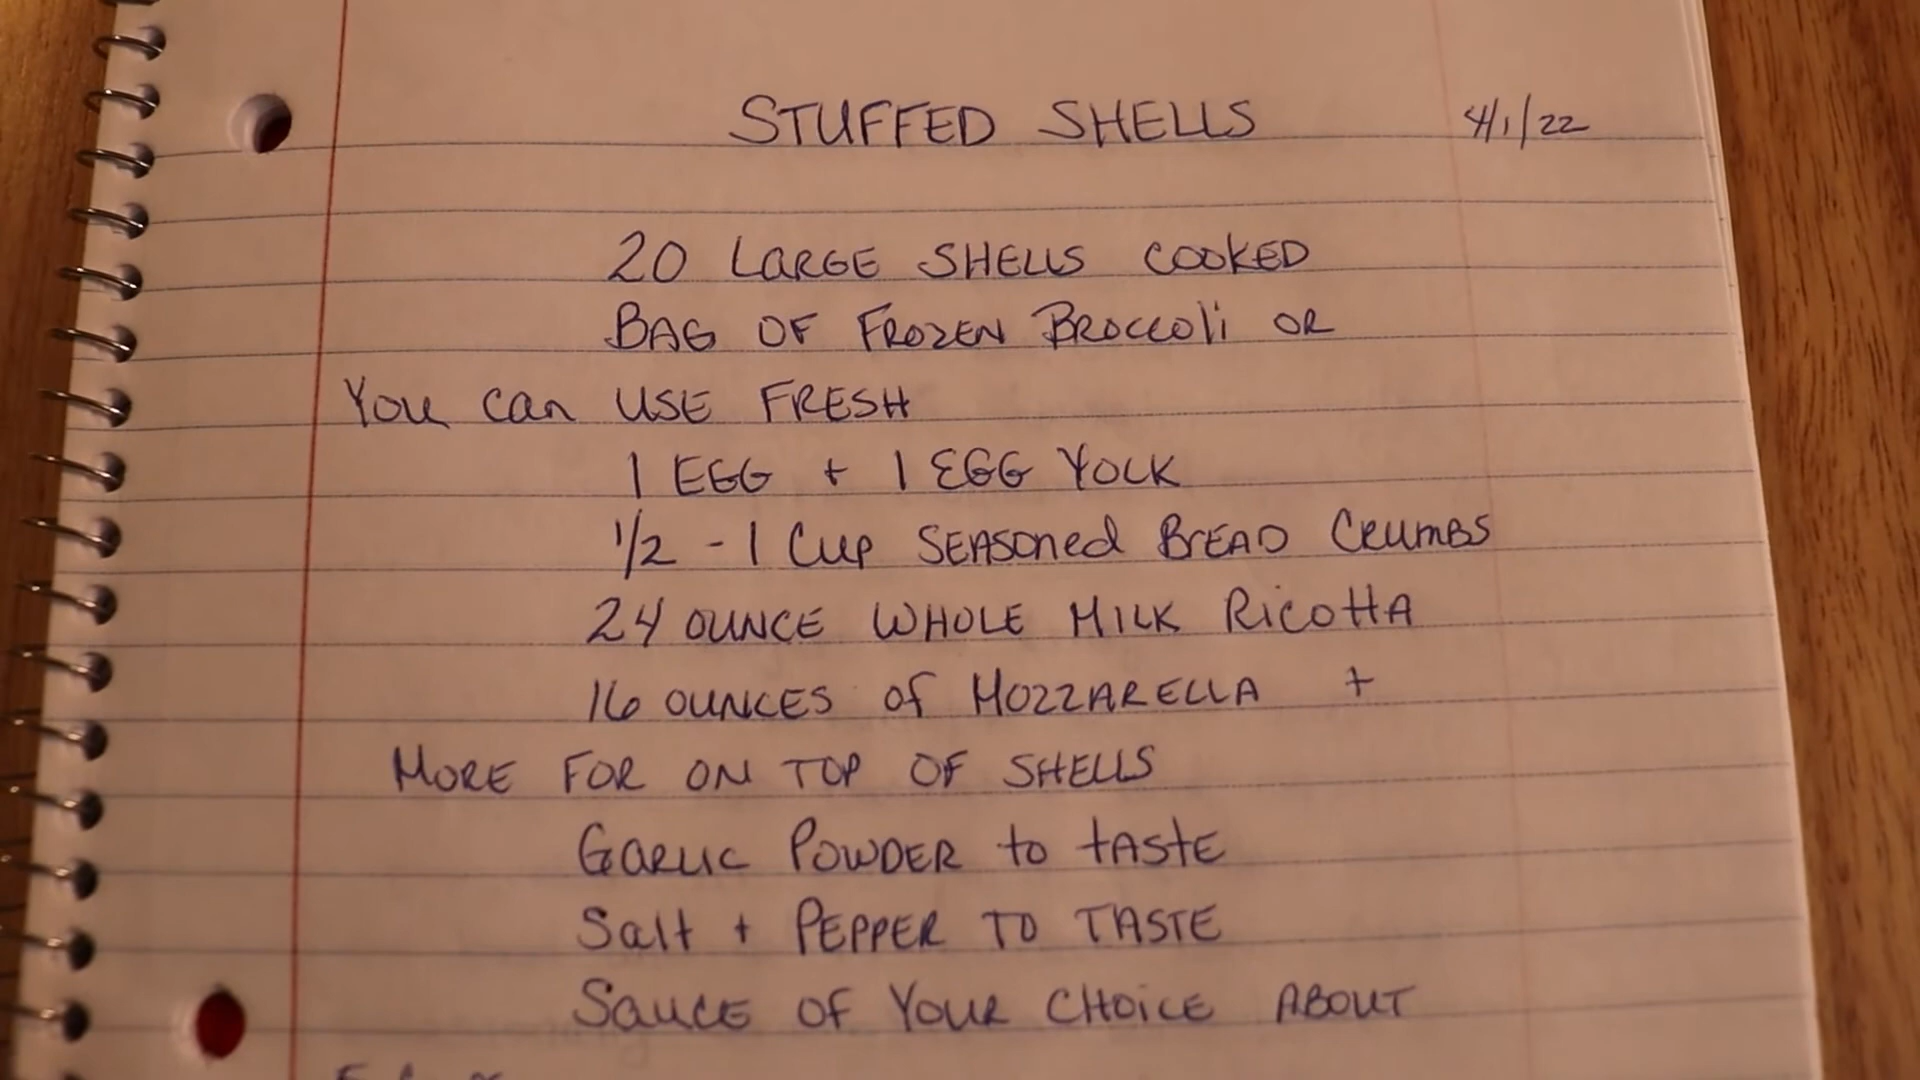 STUFFED SHELLS 4/1/22
20 LARGE SHELLS COOKED
BAG OF FROZEN BROCCOLI OR
You can USE FRESH
1 EGG + 1 EGG YOLK
1/2 - 1 Cup SEASONED BREAD CRUMBS
24 OUNCE WHOLE MILK RICOTTA
16 OUNCES of MOZZARELLA +
MORE FOR ON TOP OF SHELLS
GARLIC POWDER to tASTE
Salt + PEPPER TO TASTE
SAUCE OF YOUR CHOICE ABOUT